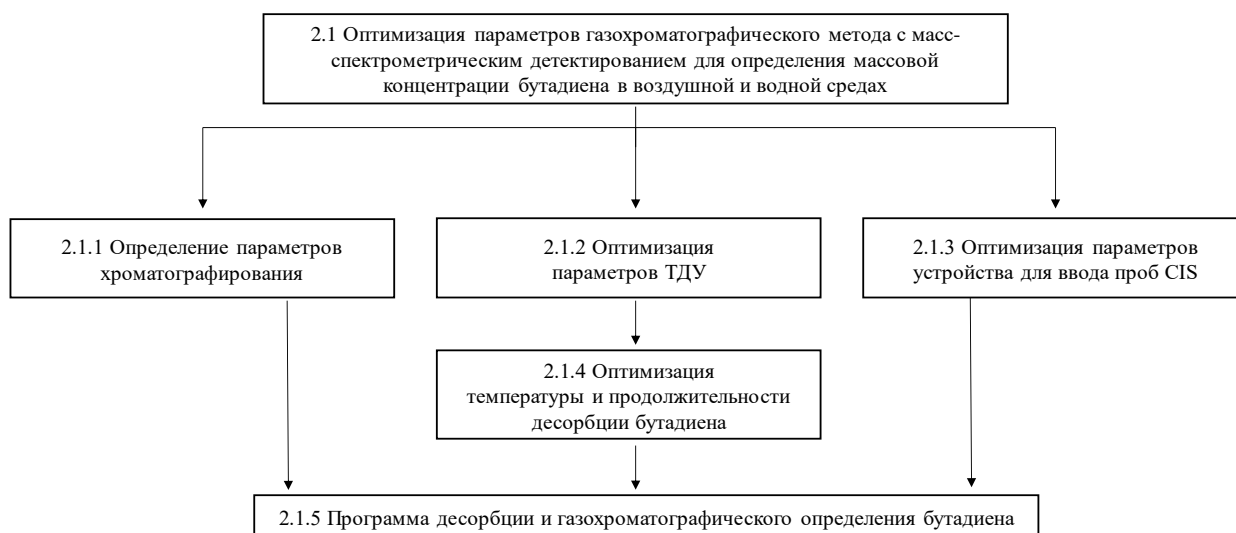 2.1 Оптимизация параметров газохроматографического метода с масс-
спектрометрическим детектированием для определения массовой
концентрации бутадиена в воздушной и водной средах
2.1.1 Определение параметров
хроматографирования
2.1.2 Оптимизация
параметров ТДУ
2.1.3 Оптимизация параметров
устройства для ввода проб CIS
2.1.4 Оптимизация
температуры и продолжительности
десорбции бутадиена
2.1.5 Программа десорбции и газохроматографического определения бутадиена